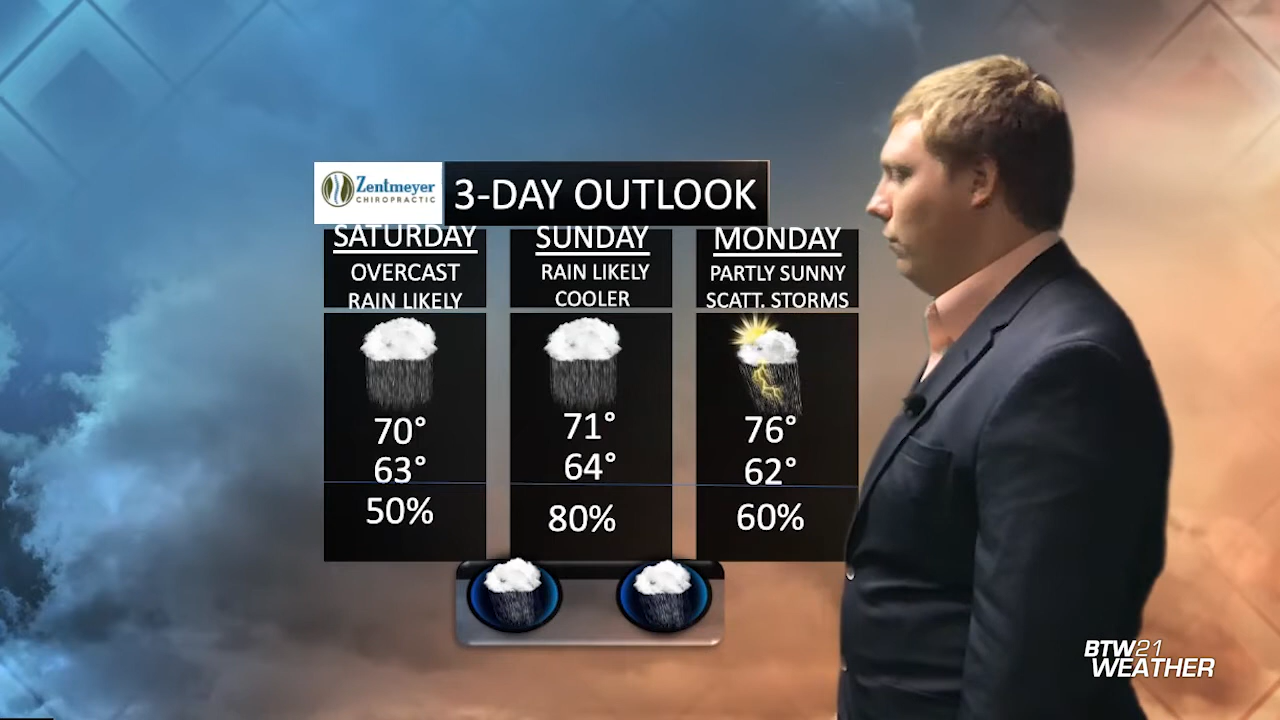 Zentmeyer
CHIROPRACTIC
3-DAY OUTLOOK
SATURDAY
OVERCAST
RAIN LIKELY
70°
63°
50%
SUNDAY
RAIN LIKELY
COOLER
71°
64°
80%
MONDAY
PARTLY SUNNY
SCATT. STORMS
76°
62°
60%
BTW21
WEATHER